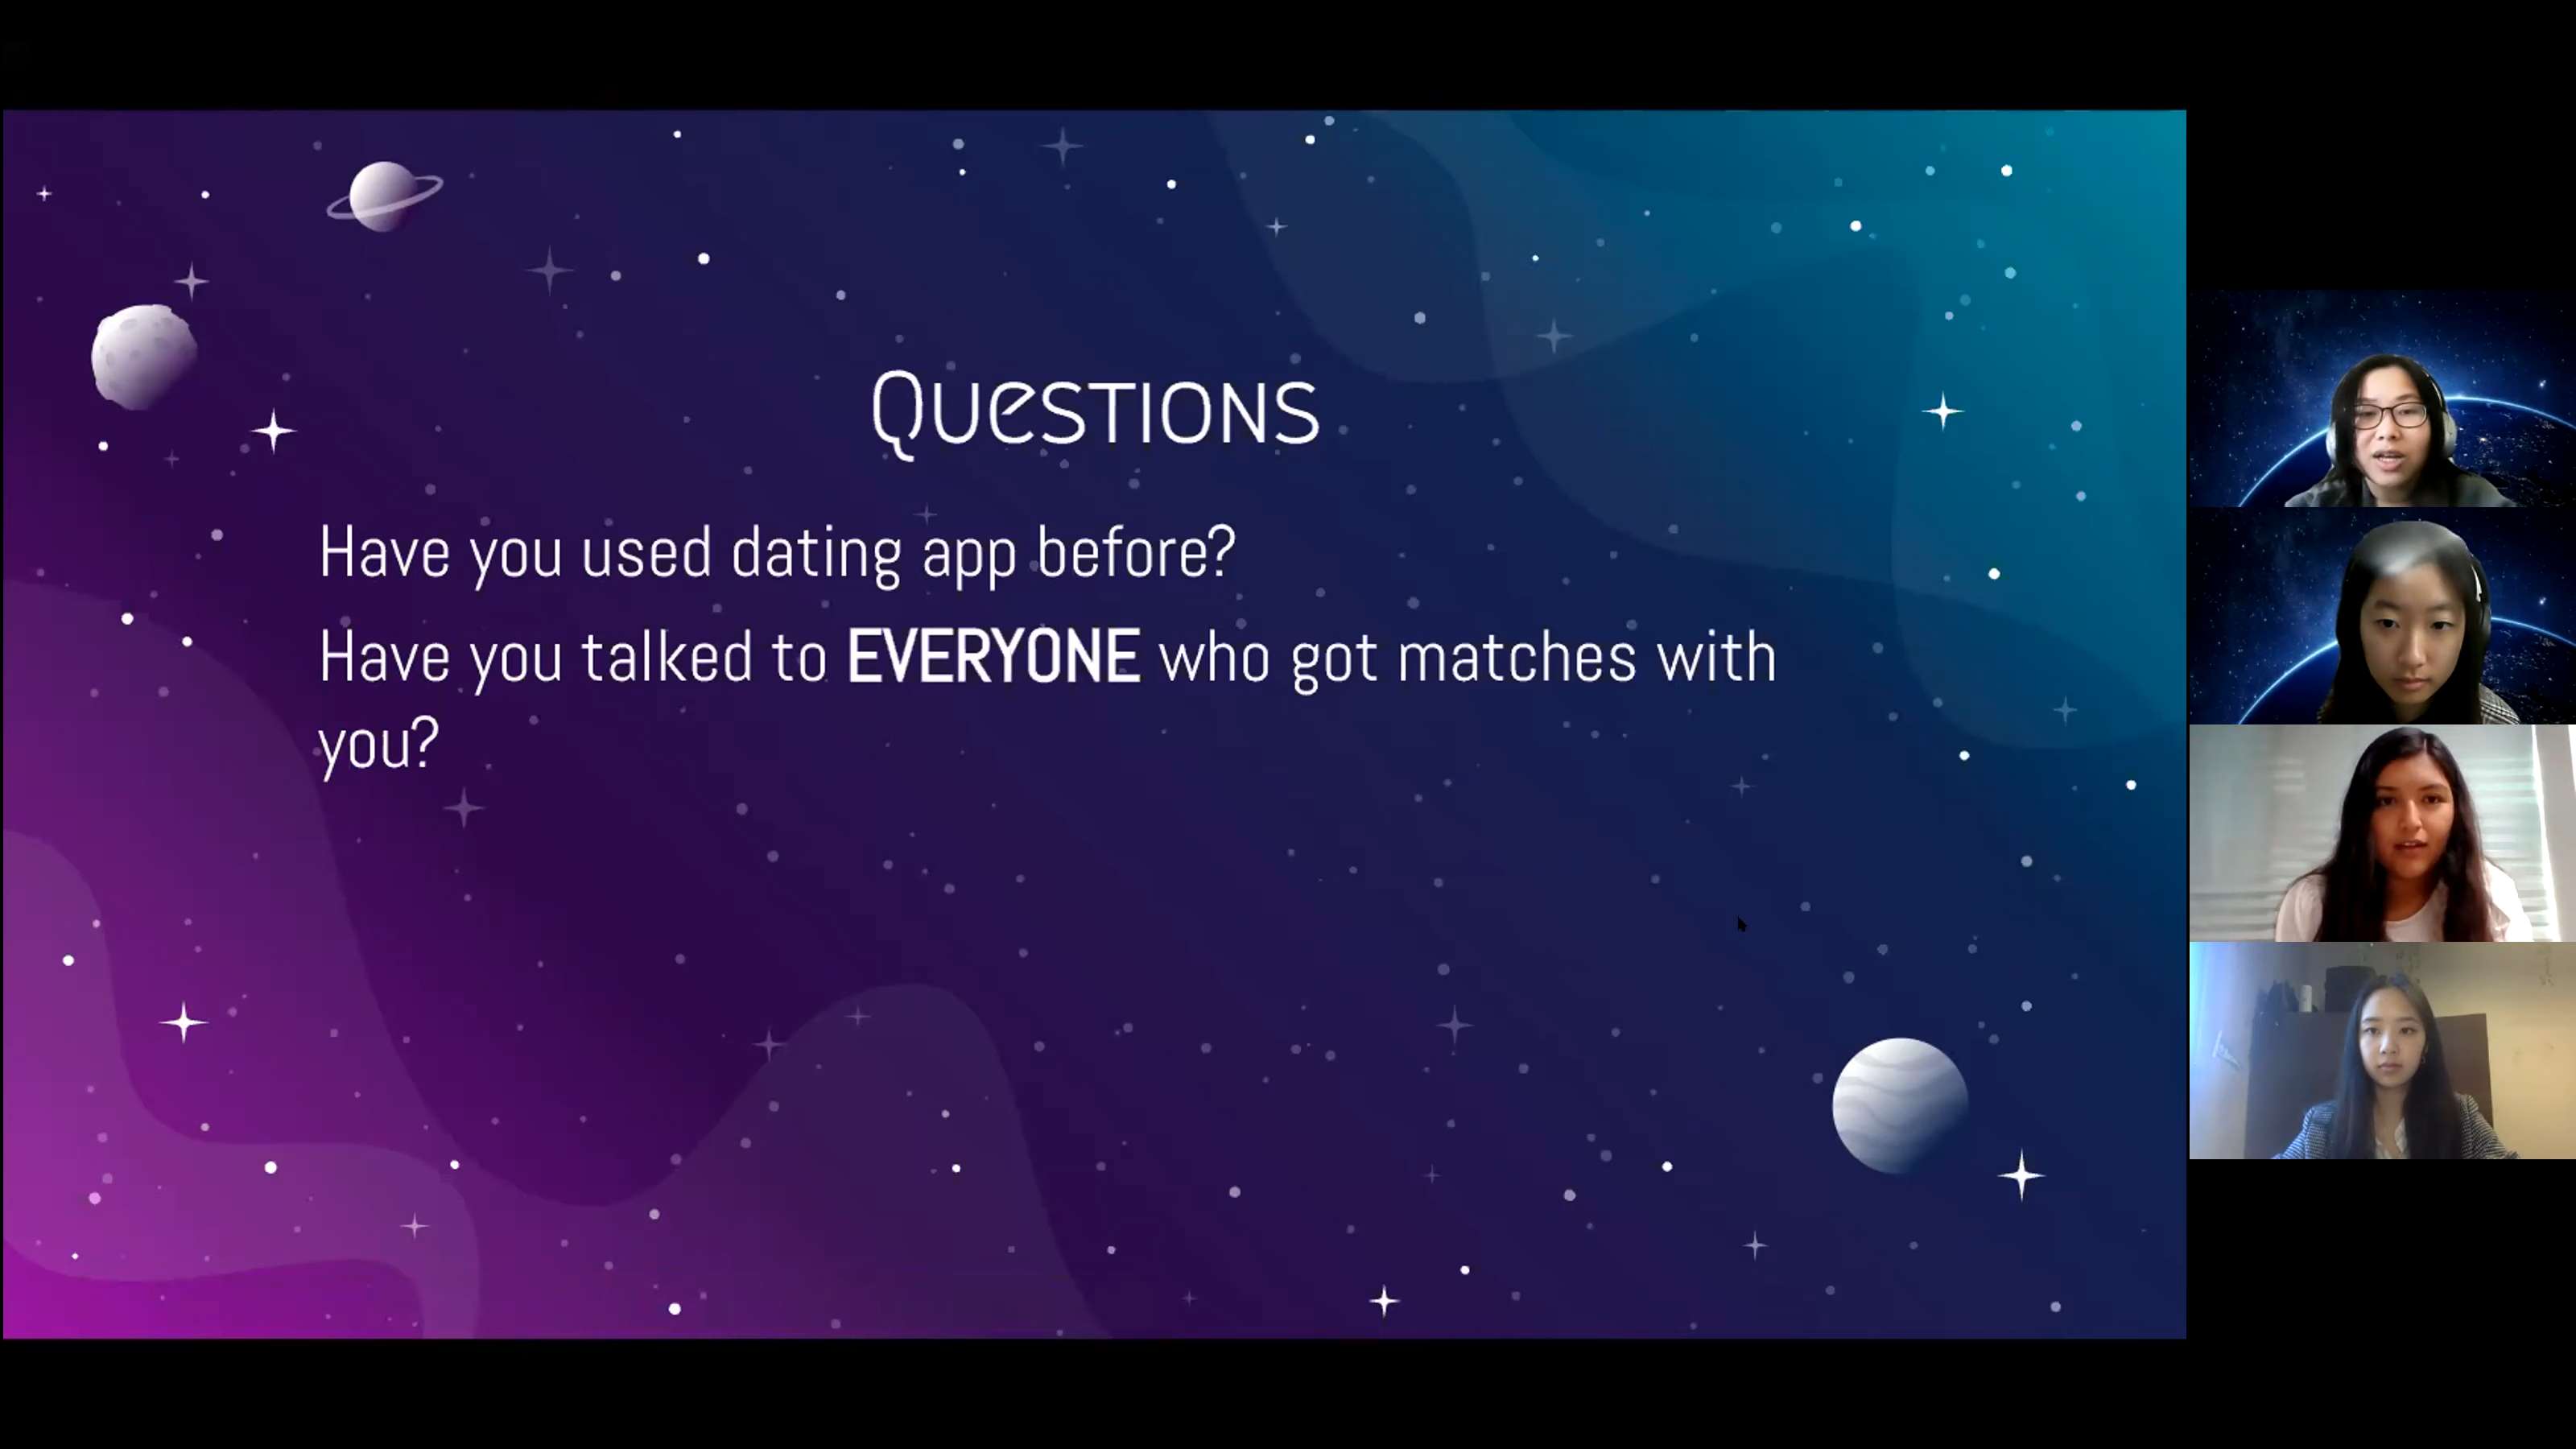 Questions
Have you used dating app before?
Have you talked to EVERYONE who got matches with
you?